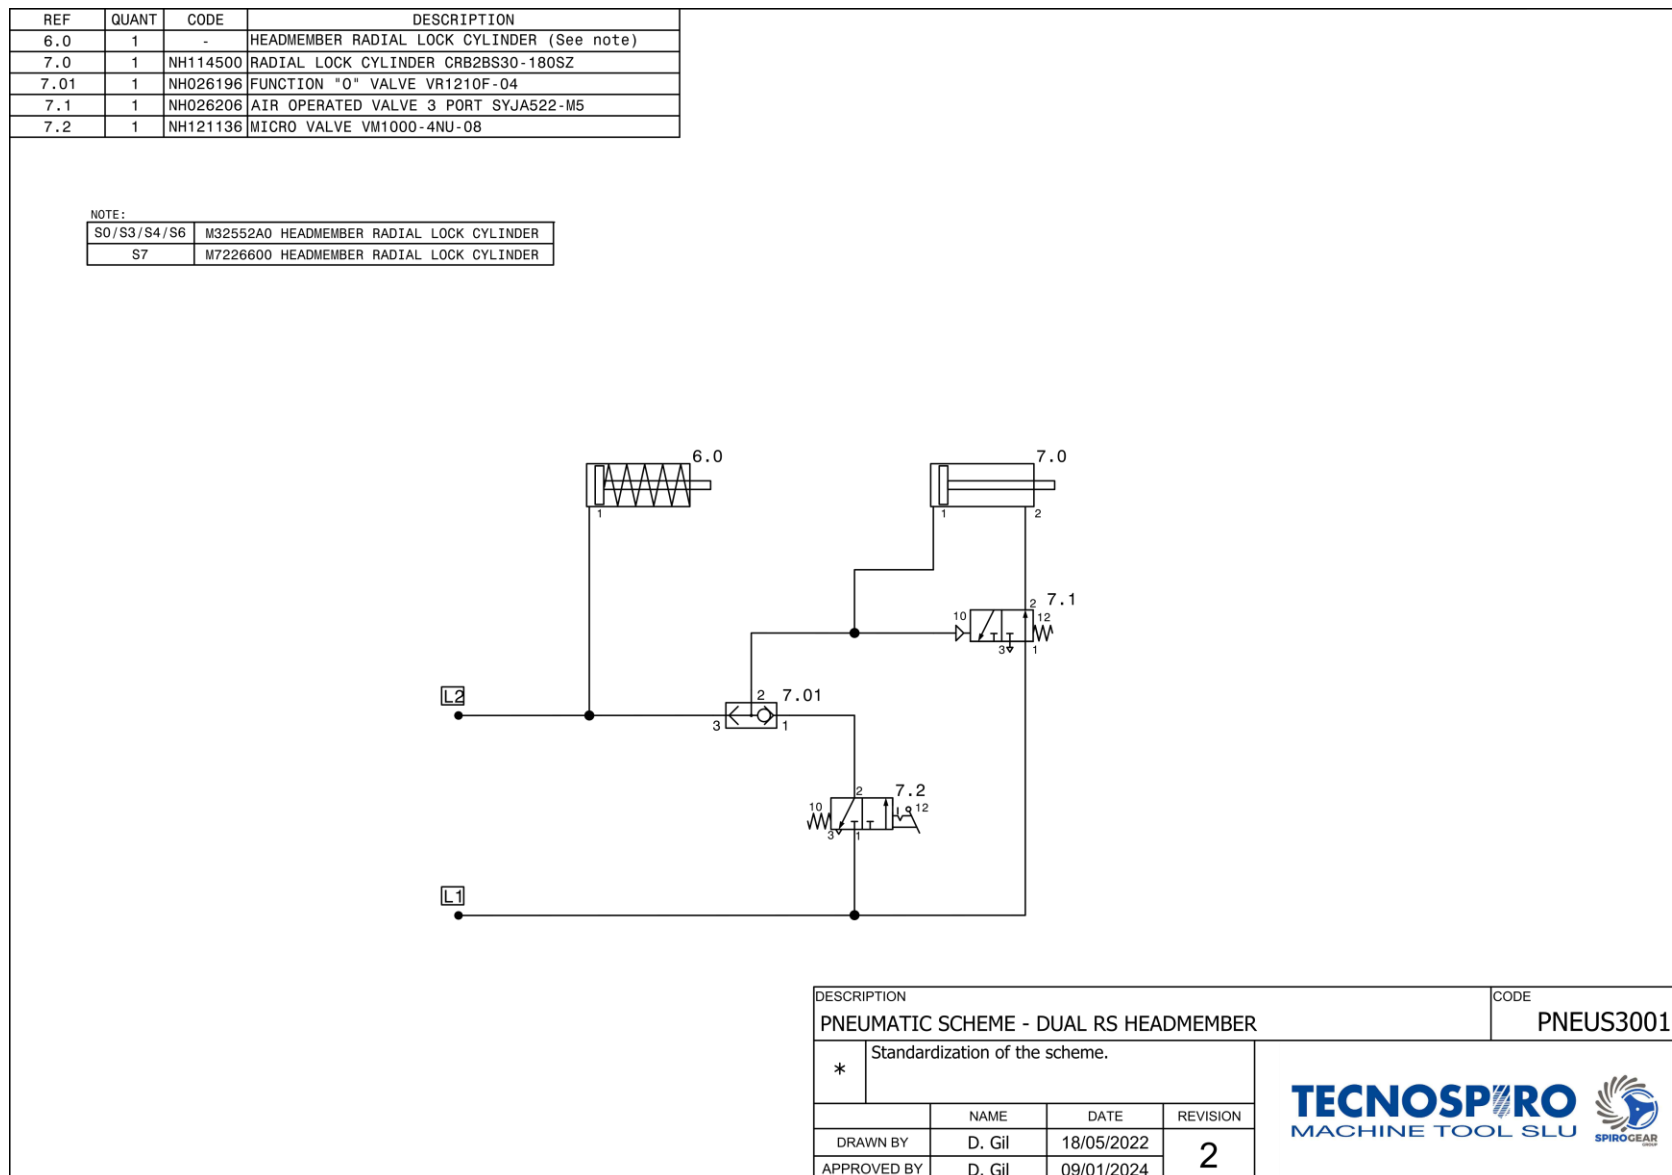 REF QUANT CODE DESCRIPTION
6.0 1 - HEADMEMBER RADIAL LOCK CYLINDER (See note)
7.0 1 NH114500 RADIAL LOCK CYLINDER CRB2BS30-180SZ
7.01 1 NH026196 FUNCTION "O" VALVE VR1210F-04
7.1 1 NH026206 AIR OPERATED VALVE 3 PORT SYJA522-M5
7.2 1 NH121136 MICRO VALVE VM1000-4NU-08
NOTE:
S0/S3/S4/S6 M32552A0 HEADMEMBER RADIAL LOCK CYLINDER
S7 M7226600 HEADMEMBER RADIAL LOCK CYLINDER
6.0 7.0
1 1 2
2 7.1
10 12
3 1
L2 2 7.01
3 1
2 7.2
10 12
3 1
L1
DESCRIPTION CODE
PNEUMATIC SCHEME - DUAL RS HEADMEMBER PNEUS3001
* Standardization of the scheme.
NAME DATE REVISION
DRAWN BY D. Gil 18/05/2022 2
APPROVED BY D. Gil 09/01/2024
TECNOSPIRO
MACHINE TOOL SLU
SPIROGEAR
GROUP